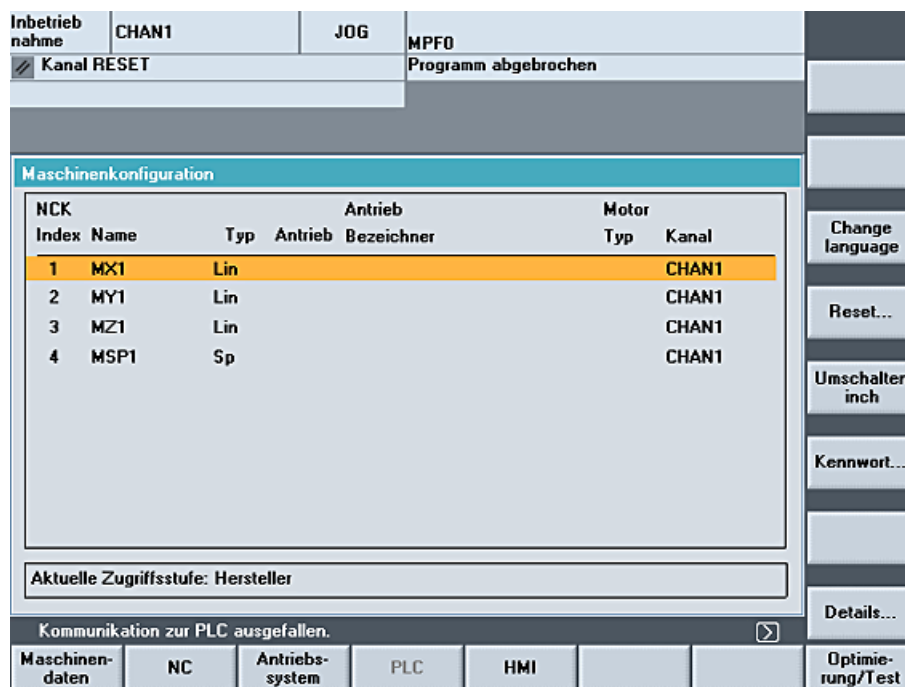 Inbetrieb
nahme
CHAN1
JOG
MPF0
Kanal RESET
Programm abgebrochen
Maschinenkonfiguration
NCK Antrieb Motor
Index Name Typ Antrieb Bezeichner Typ Kanal
1 MX1 Lin CHAN1
2 MY1 Lin CHAN1
3 MZ1 Lin CHAN1
4 MSP1 Sp CHAN1
Aktuelle Zugriffsstufe: Hersteller
Kommunikation zur PLC ausgefallen.
Change
language
Reset...
Umschalten
inch
Kennwort...
Details...
Maschinen-
daten
NC
Antriebs-
system
PLC
HMI
Optimie-
rung/Test